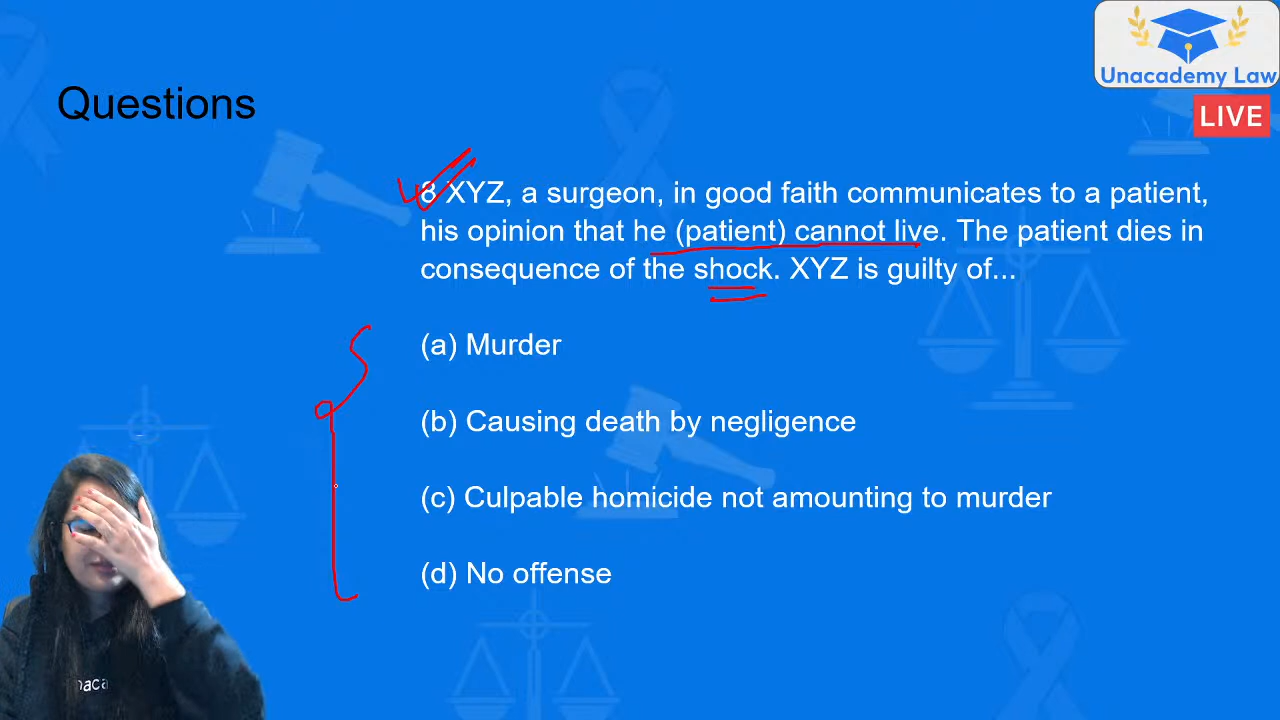 Unacademy Law
LIVE
Questions
8 XYZ, a surgeon, in good faith communicates to a patient,
his opinion that he (patient) cannot live. The patient dies in
consequence of the shock. XYZ is guilty of...
(a) Murder
(b) Causing death by negligence
(c) Culpable homicide not amounting to murder
(d) No offense